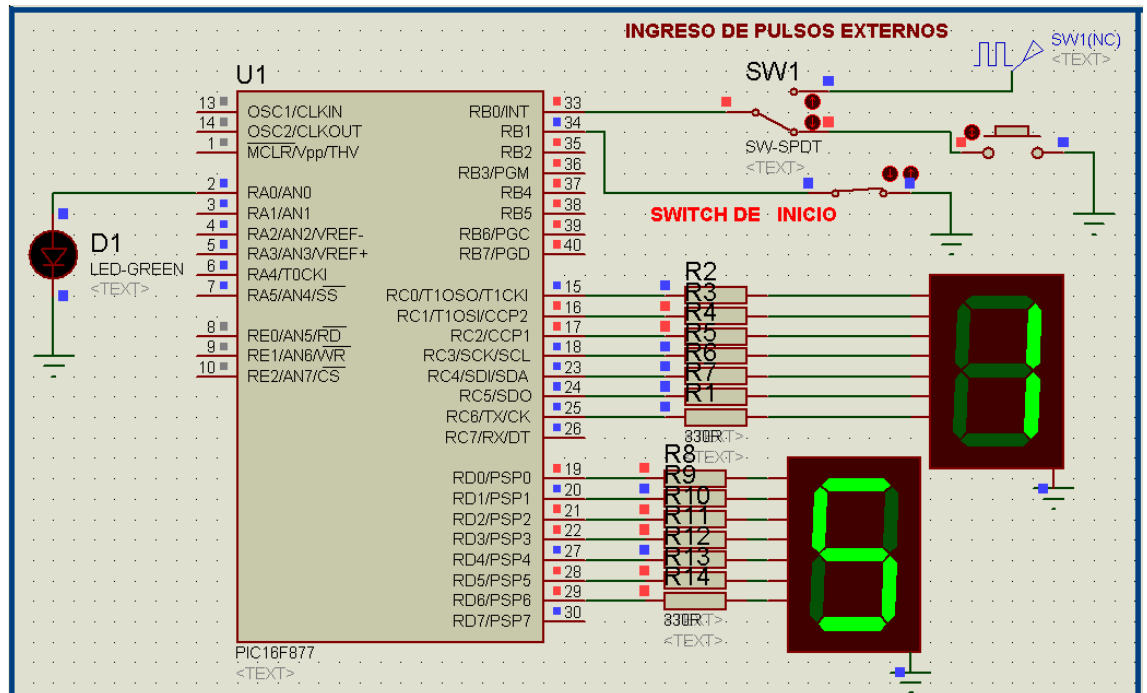 INGRESO DE PULSOS EXTERNOS
SW1(NC)
<TEXT>
U1
SW1
13 OSC1/CLKIN
14 OSC2/CLKOUT
1 MCLR/Vpp/THV
2 RA0/AN0
3 RA1/AN1
4 RA2/AN2/VREF-
5 RA3/AN3/VREF+
6 RA4/T0CKI
7 RA5/AN4/SS
8 RE0/AN5/RD
9 RE1/AN6/WR
10 RE2/AN7/CS
RB0/INT 33
RB1 34
RB2 35
RB3/PGM 36
RB4 37
RB5 38
RB6/PGC 39
RB7/PGD 40
RC0/T1OSO/T1CKI 15
RC1/T1OSI/CCP2 16
RC2/CCP1 17
RC3/SCK/SCL 18
RC4/SDI/SDA 23
RC5/SDO 24
RC6/TX/CK 25
RC7/RX/DT 26
RD0/PSP0 19
RD1/PSP1 20
RD2/PSP2 21
RD3/PSP3 22
RD4/PSP4 27
RD5/PSP5 28
RD6/PSP6 29
RD7/PSP7 30
PIC16F877
<TEXT>
SW-SPDT
<TEXT>
SWITCH DE INICIO
D1
LED-GREEN
<TEXT>
R2
R3
R4
R5
R6
R7
R1
330R
<TEXT>
R8
R9
R10
R11
R12
R13
R14
330R
<TEXT>
1
5